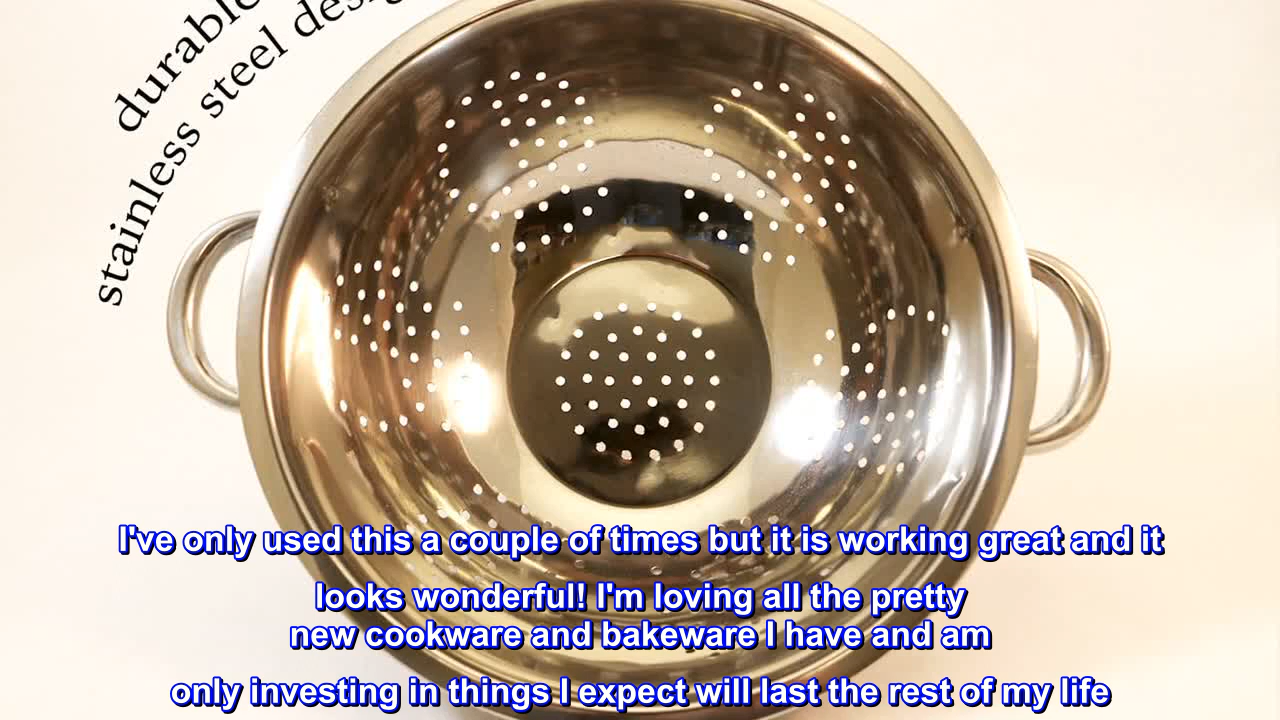 durable
stainless steel design
I've only used this a couple of times but it is working great and it
looks wonderful! I'm loving all the pretty
new cookware and bakeware I have and am
only investing in things I expect will last the rest of my life